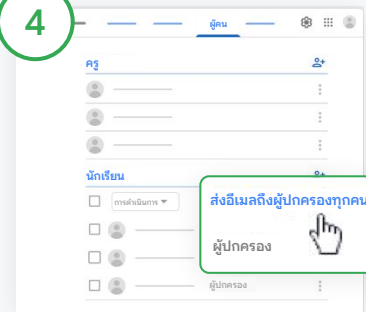 4
ผู้คน
ครู
นักเรียน
การดำเนินการ
ส่งอีเมลถึงผู้ปกครองทุกคน
ผู้ปกครอง
ผู้ปกครอง